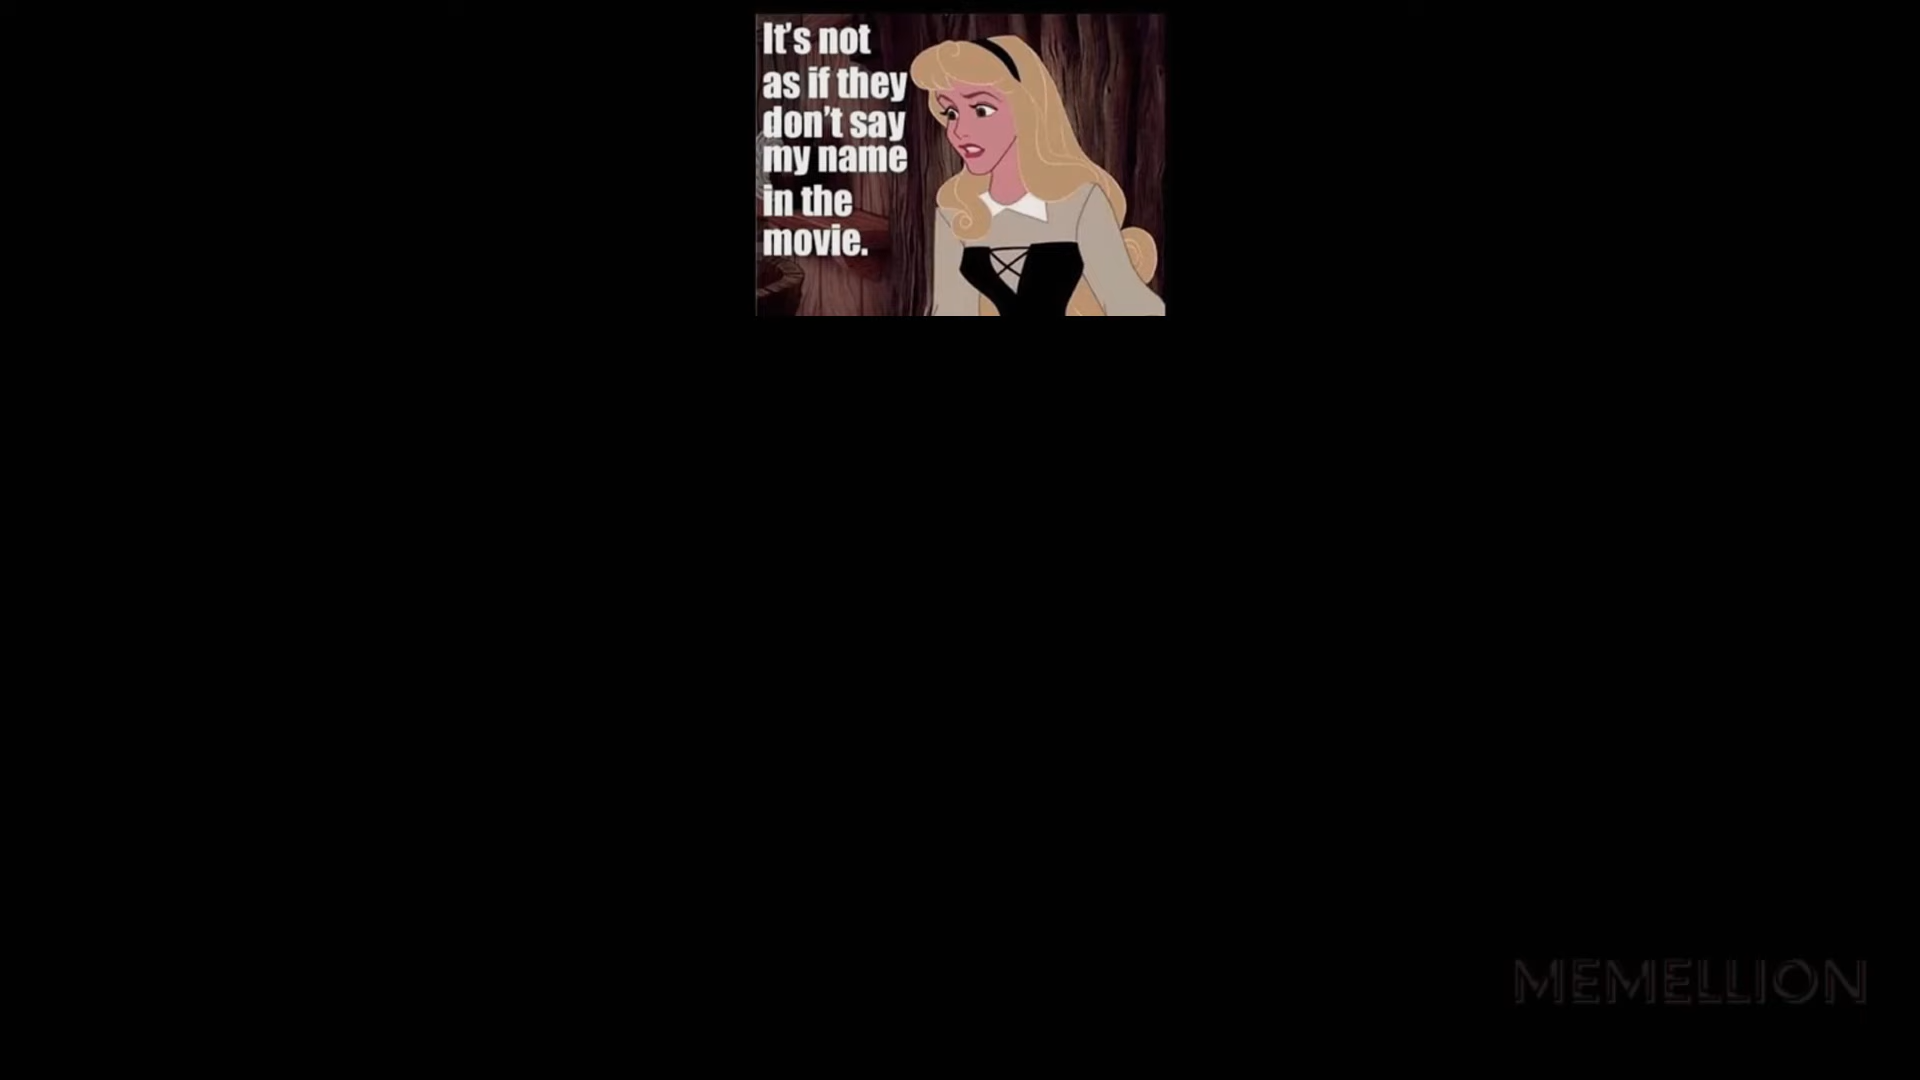 It's not
as if they
don't say
my name
in the
movie.
MEMELLION